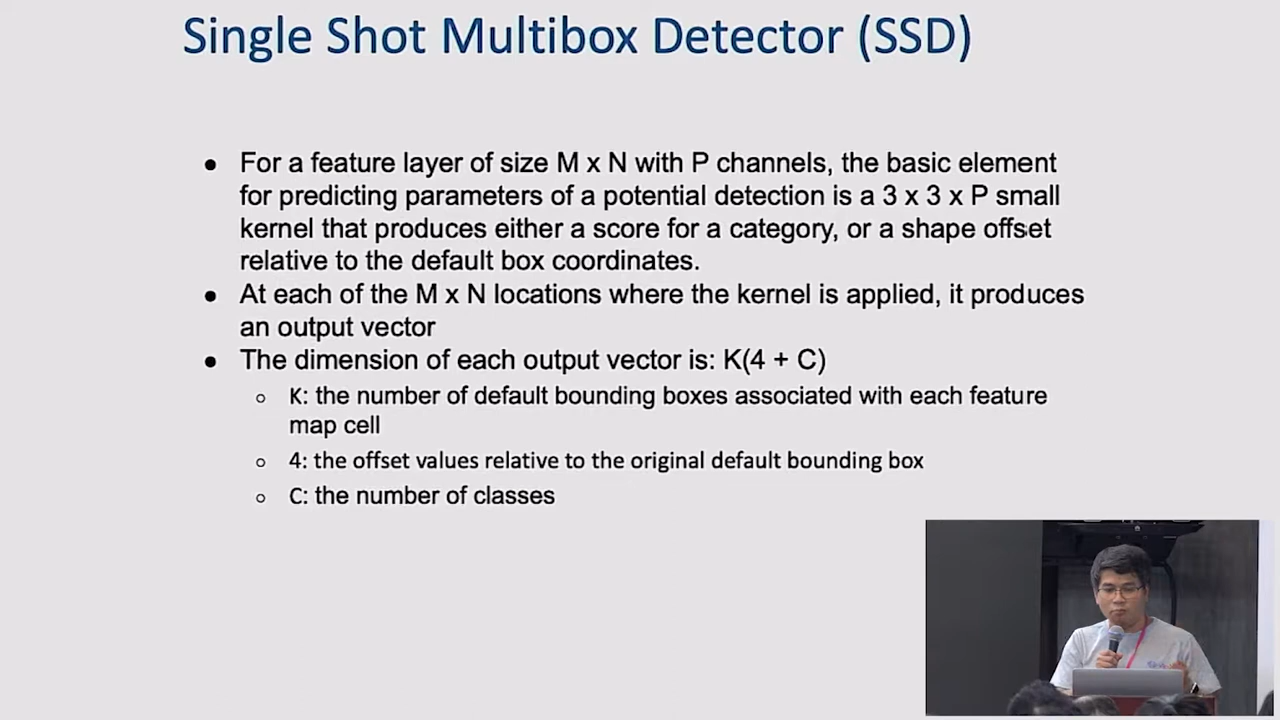 Single Shot Multibox Detector (SSD)
● For a feature layer of size M x N with P channels, the basic element
for predicting parameters of a potential detection is a 3 x 3 x P small
kernel that produces either a score for a category, or a shape offset
relative to the default box coordinates.
● At each of the M x N locations where the kernel is applied, it produces
an output vector
● The dimension of each output vector is: K(4 + C)
○ K: the number of default bounding boxes associated with each feature
map cell
○ 4: the offset values relative to the original default bounding box
○ C: the number of classes